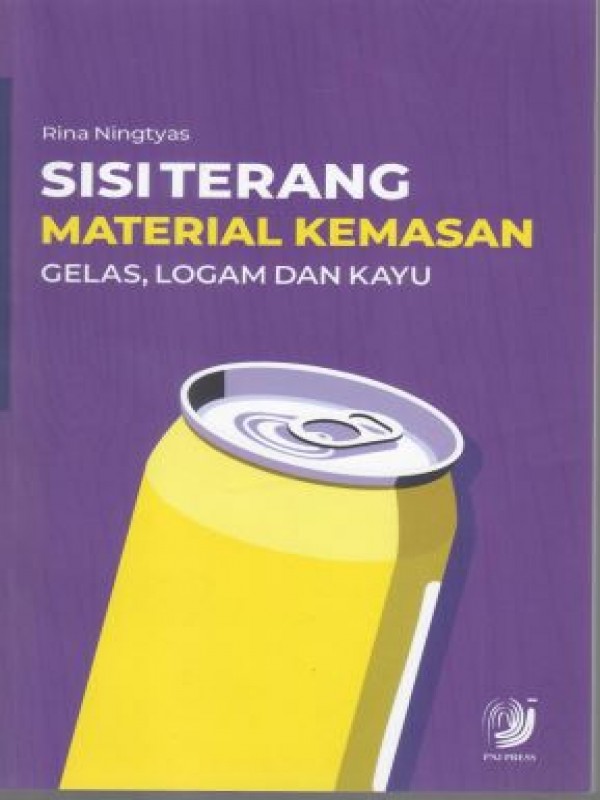 Rina Ningtyas
SISI TERANG
MATERIAL KEMASAN
GELAS, LOGAM DAN KAYU
PNJ PRESS